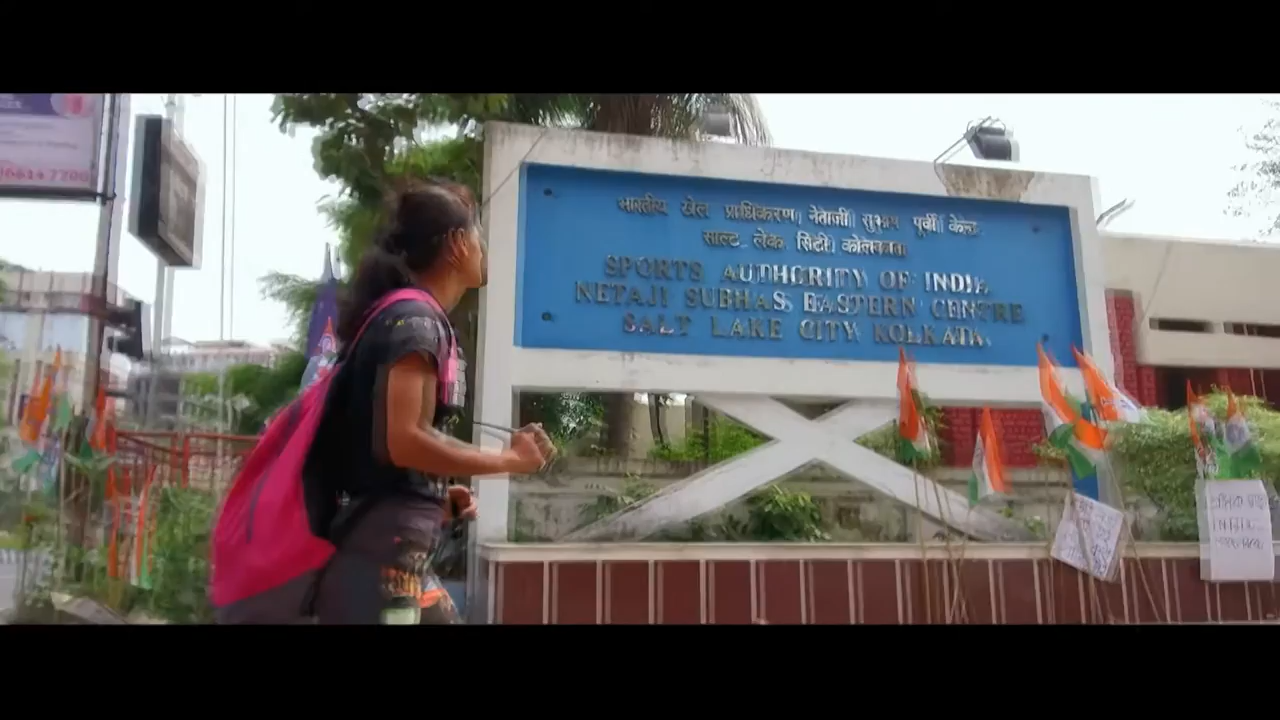 भारतीय खेल प्राधिकरण, नेताजी सुभाष पूर्वी केन्द्र
साल्ट लेक सिटी, कोलकाता
SPORTS AUTHORITY OF INDIA
NETAJI SUBHAS EASTERN CENTRE
SALT LAKE CITY, KOLKATA